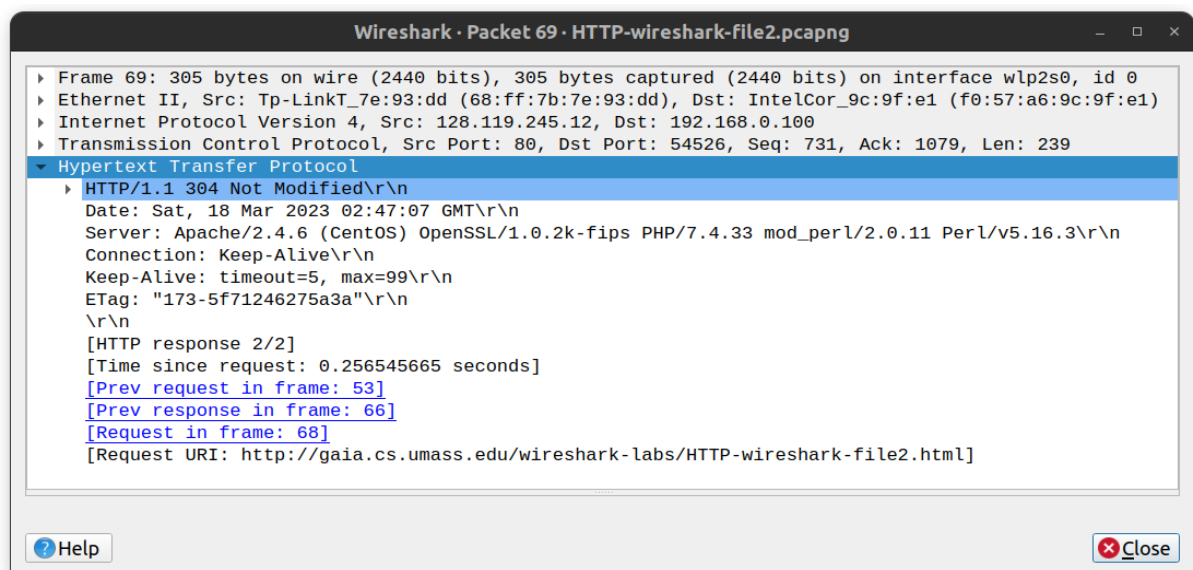 Wireshark · Packet 69 · HTTP-wireshark-file2.pcapng
Frame 69: 305 bytes on wire (2440 bits), 305 bytes captured (2440 bits) on interface wlp2s0, id 0
Ethernet II, Src: Tp-LinkT_7e:93:dd (68:ff:7b:7e:93:dd), Dst: IntelCor_9c:9f:e1 (f0:57:a6:9c:9f:e1)
Internet Protocol Version 4, Src: 128.119.245.12, Dst: 192.168.0.100
Transmission Control Protocol, Src Port: 80, Dst Port: 54526, Seq: 731, Ack: 1079, Len: 239
Hypertext Transfer Protocol
HTTP/1.1 304 Not Modified\r\n
Date: Sat, 18 Mar 2023 02:47:07 GMT\r\n
Server: Apache/2.4.6 (CentOS) OpenSSL/1.0.2k-fips PHP/7.4.33 mod_perl/2.0.11 Perl/v5.16.3\r\n
Connection: Keep-Alive\r\n
Keep-Alive: timeout=5, max=99\r\n
ETag: "173-5f71246275a3a"\r\n
\r\n
[HTTP response 2/2]
[Time since request: 0.256545665 seconds]
[Prev request in frame: 53]
[Prev response in frame: 66]
[Request in frame: 68]
[Request URI: http://gaia.cs.umass.edu/wireshark-labs/HTTP-wireshark-file2.html]
Help
Close